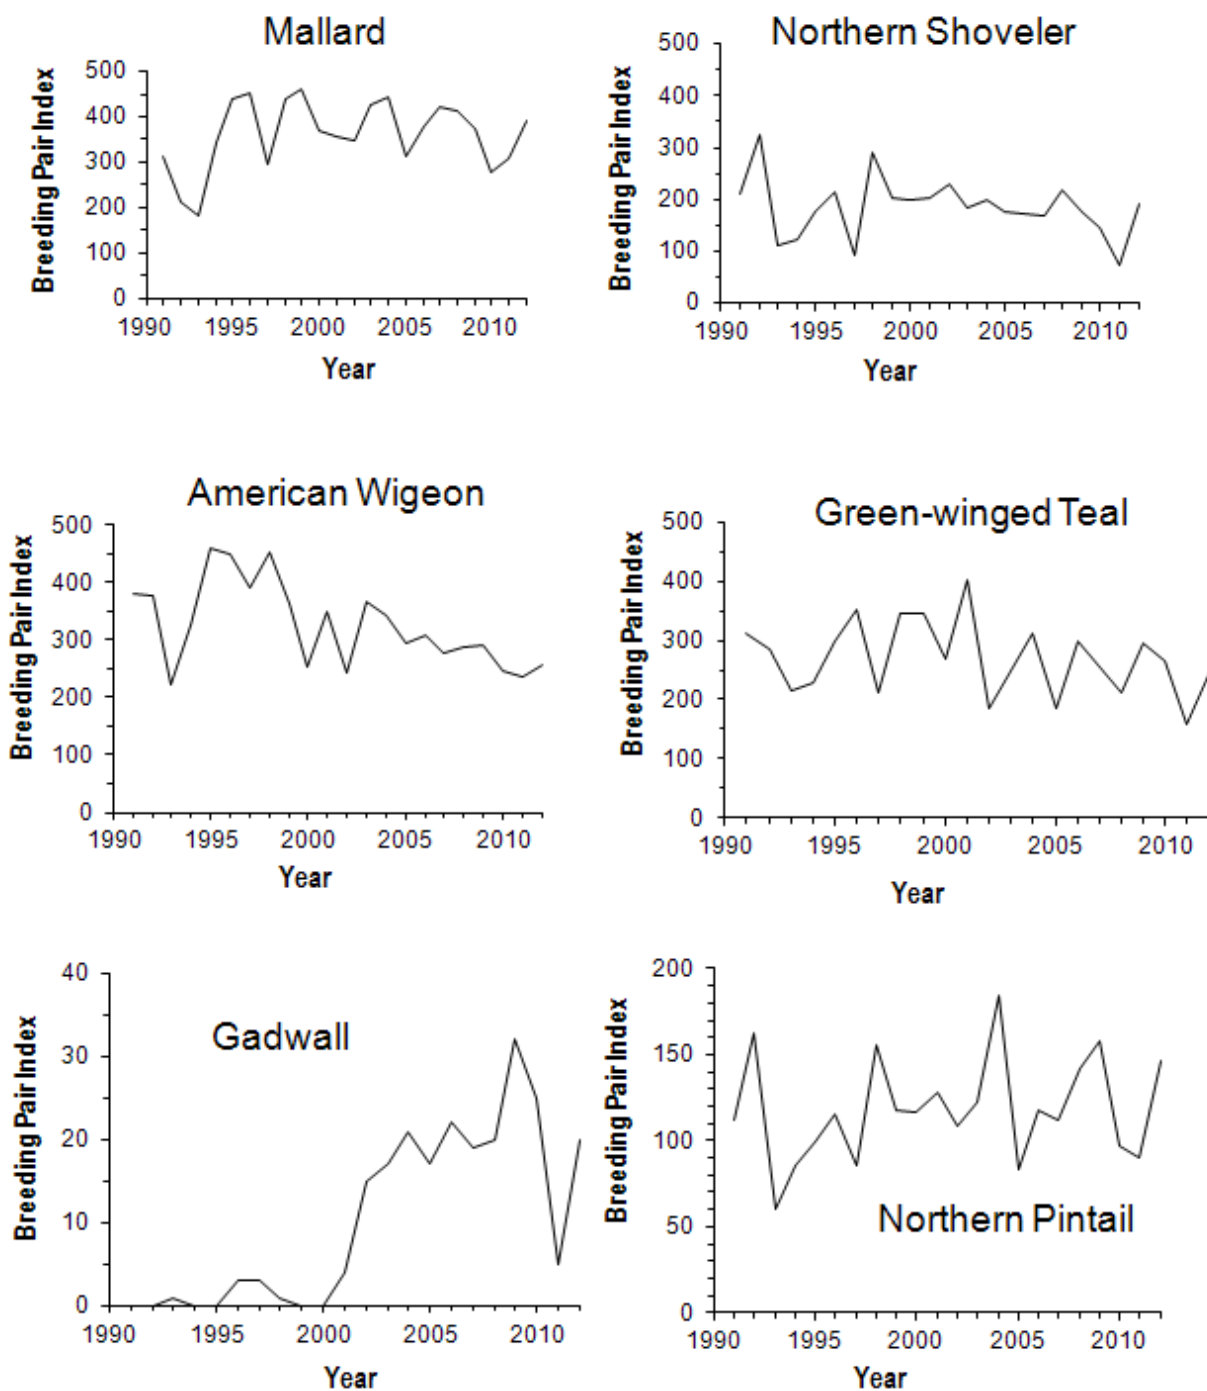 Mallard
Breeding Pair Index
500
400
300
200
100
0
1990 1995 2000 2005 2010
Year
Northern Shoveler
Breeding Pair Index
500
400
300
200
100
0
1990 1995 2000 2005 2010
Year
American Wigeon
Breeding Pair Index
500
400
300
200
100
0
1990 1995 2000 2005 2010
Year
Green-winged Teal
Breeding Pair Index
500
400
300
200
100
0
1990 1995 2000 2005 2010
Year
Gadwall
Breeding Pair Index
40
30
20
10
0
1990 1995 2000 2005 2010
Year
Northern Pintail
Breeding Pair Index
200
150
100
50
0
1990 1995 2000 2005 2010
Year